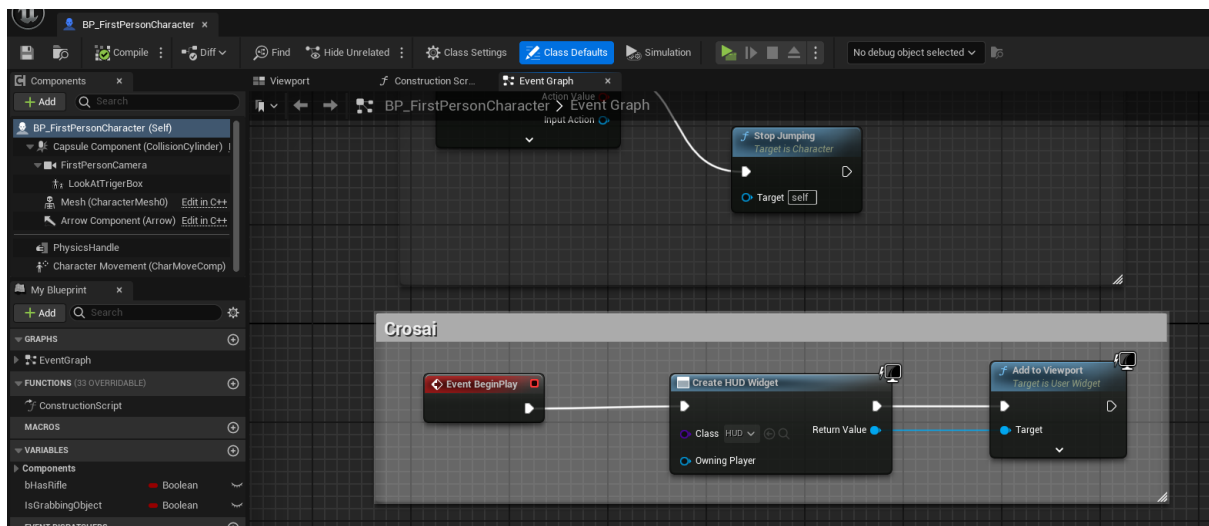 BP_FirstPersonCharacter ×
Compile
Diff
Find
Hide Unrelated
Class Settings
Class Defaults
Simulation
No debug object selected
Components ×
+ Add
Search
BP_FirstPersonCharacter (Self)
Capsule Component (CollisionCylinder)
FirstPersonCamera
LookAtTrigerBox
Mesh (CharacterMesh0) Edit in C++
Arrow Component (Arrow) Edit in C++
PhysicsHandle
Character Movement (CharMoveComp)
My Blueprint ×
+ Add
Search
GRAPHS
EventGraph
FUNCTIONS (33 OVERRIDABLE)
ConstructionScript
MACROS
VARIABLES
Components
bHasRifle Boolean
IsGrabbingObject Boolean
EVENT DISPATCHERS
Viewport
Construction Scr...
Event Graph ×
BP_FirstPersonCharacter > Event Graph
Action Value
Input Action
Stop Jumping
Target is Character
Target self
Crosai
Event BeginPlay
Create HUD Widget
Class HUD
Return Value
Owning Player
Add to Viewport
Target is User Widget
Target